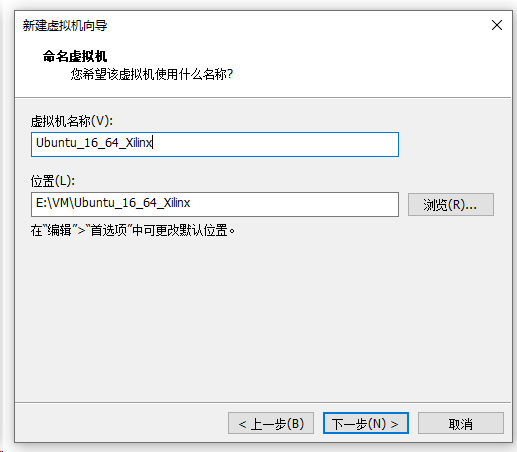 新建虚拟机向导
命名虚拟机
您希望该虚拟机使用什么名称?
虚拟机名称(V):
Ubuntu_16_64_Xilinx
位置(L):
E:\VM\Ubuntu_16_64_Xilinx
浏览(R)...
在“编辑”>“首选项”中可更改默认位置。
< 上一步(B)
下一步(N) >
取消